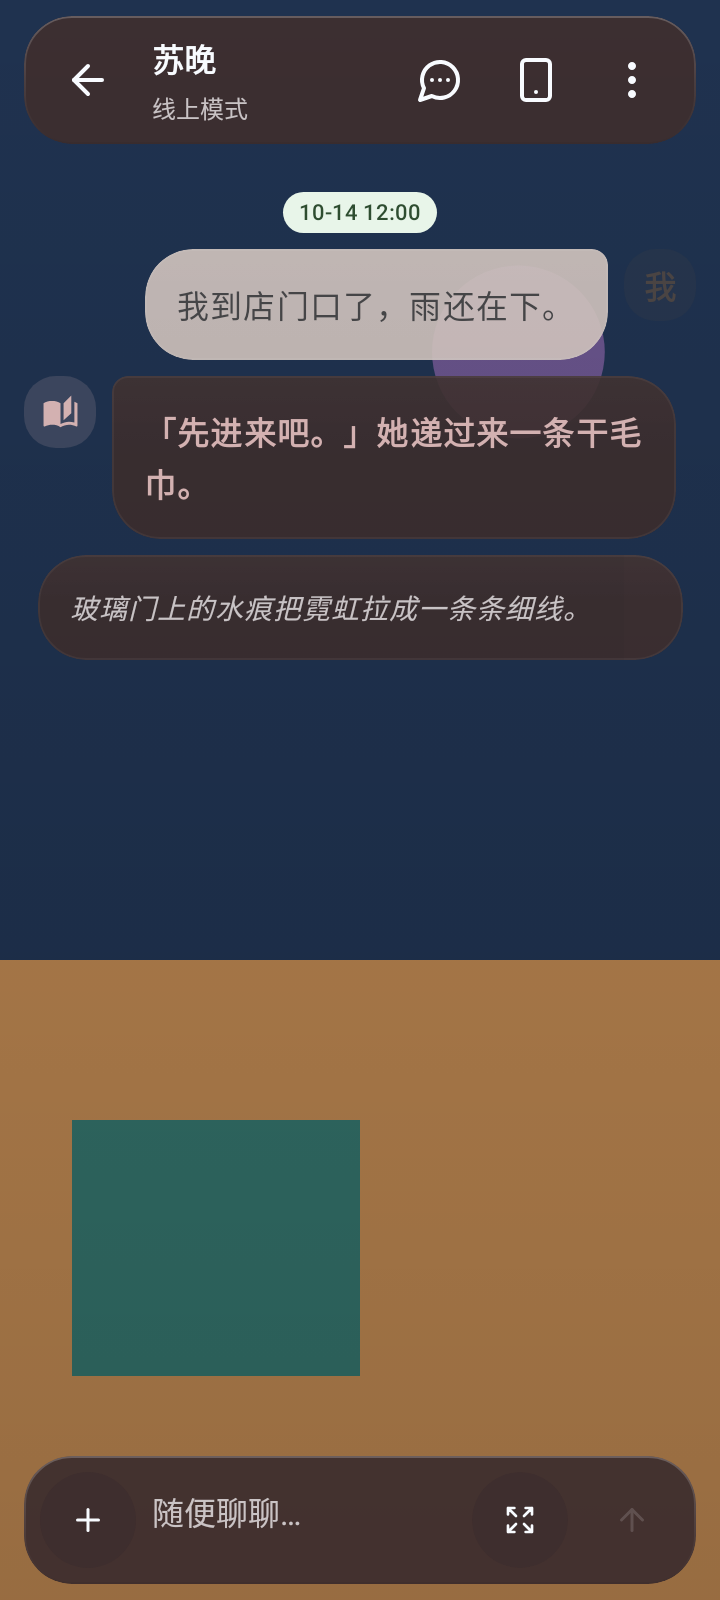 苏晚
线上模式
10-14 12:00
我到店门口了，雨还在下。
我
「先进来吧。」她递过来一条干毛
巾。
玻璃门上的水痕把霓虹拉成一条条细线。
随便聊聊…